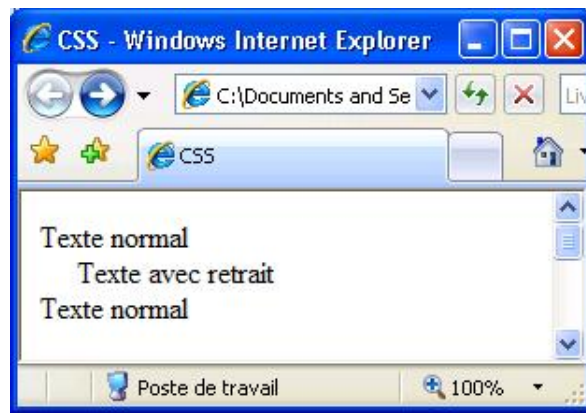 CSS - Windows Internet Explorer
C:\Documents and Se
Liv
CSS
Texte normal
Texte avec retrait
Texte normal
Poste de travail
100%